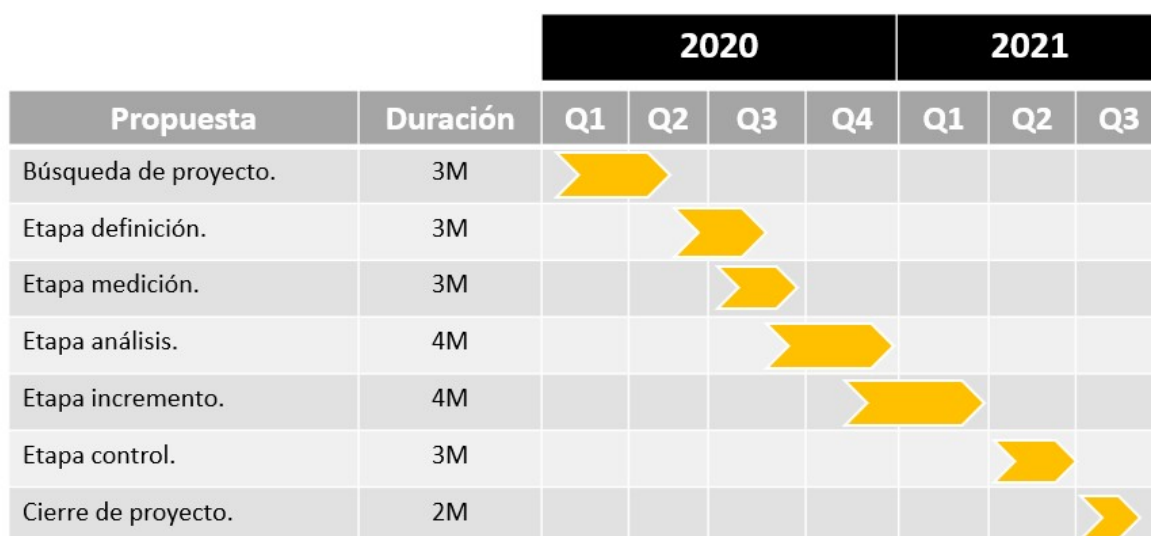 2020 2021
Propuesta Duración Q1 Q2 Q3 Q4 Q1 Q2 Q3
Búsqueda de proyecto. 3M
Etapa definición. 3M
Etapa medición. 3M
Etapa análisis. 4M
Etapa incremento. 4M
Etapa control. 3M
Cierre de proyecto. 2M